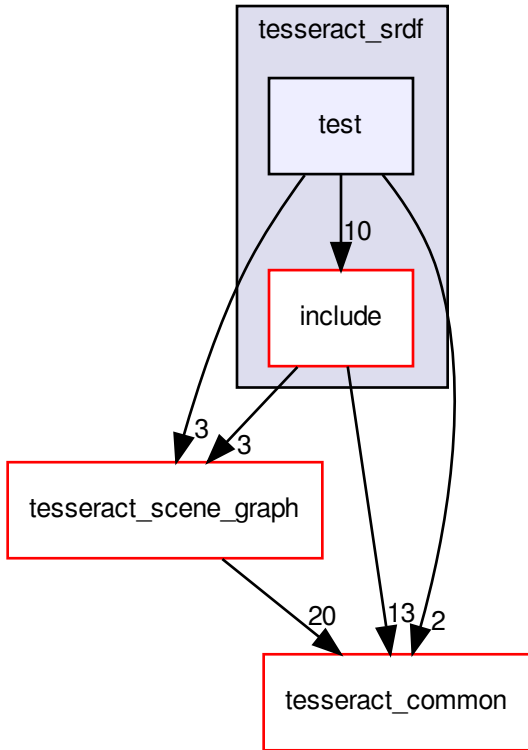 tesseract_srdf
test
10
include
3
3
tesseract_scene_graph
20
13
2
tesseract_common